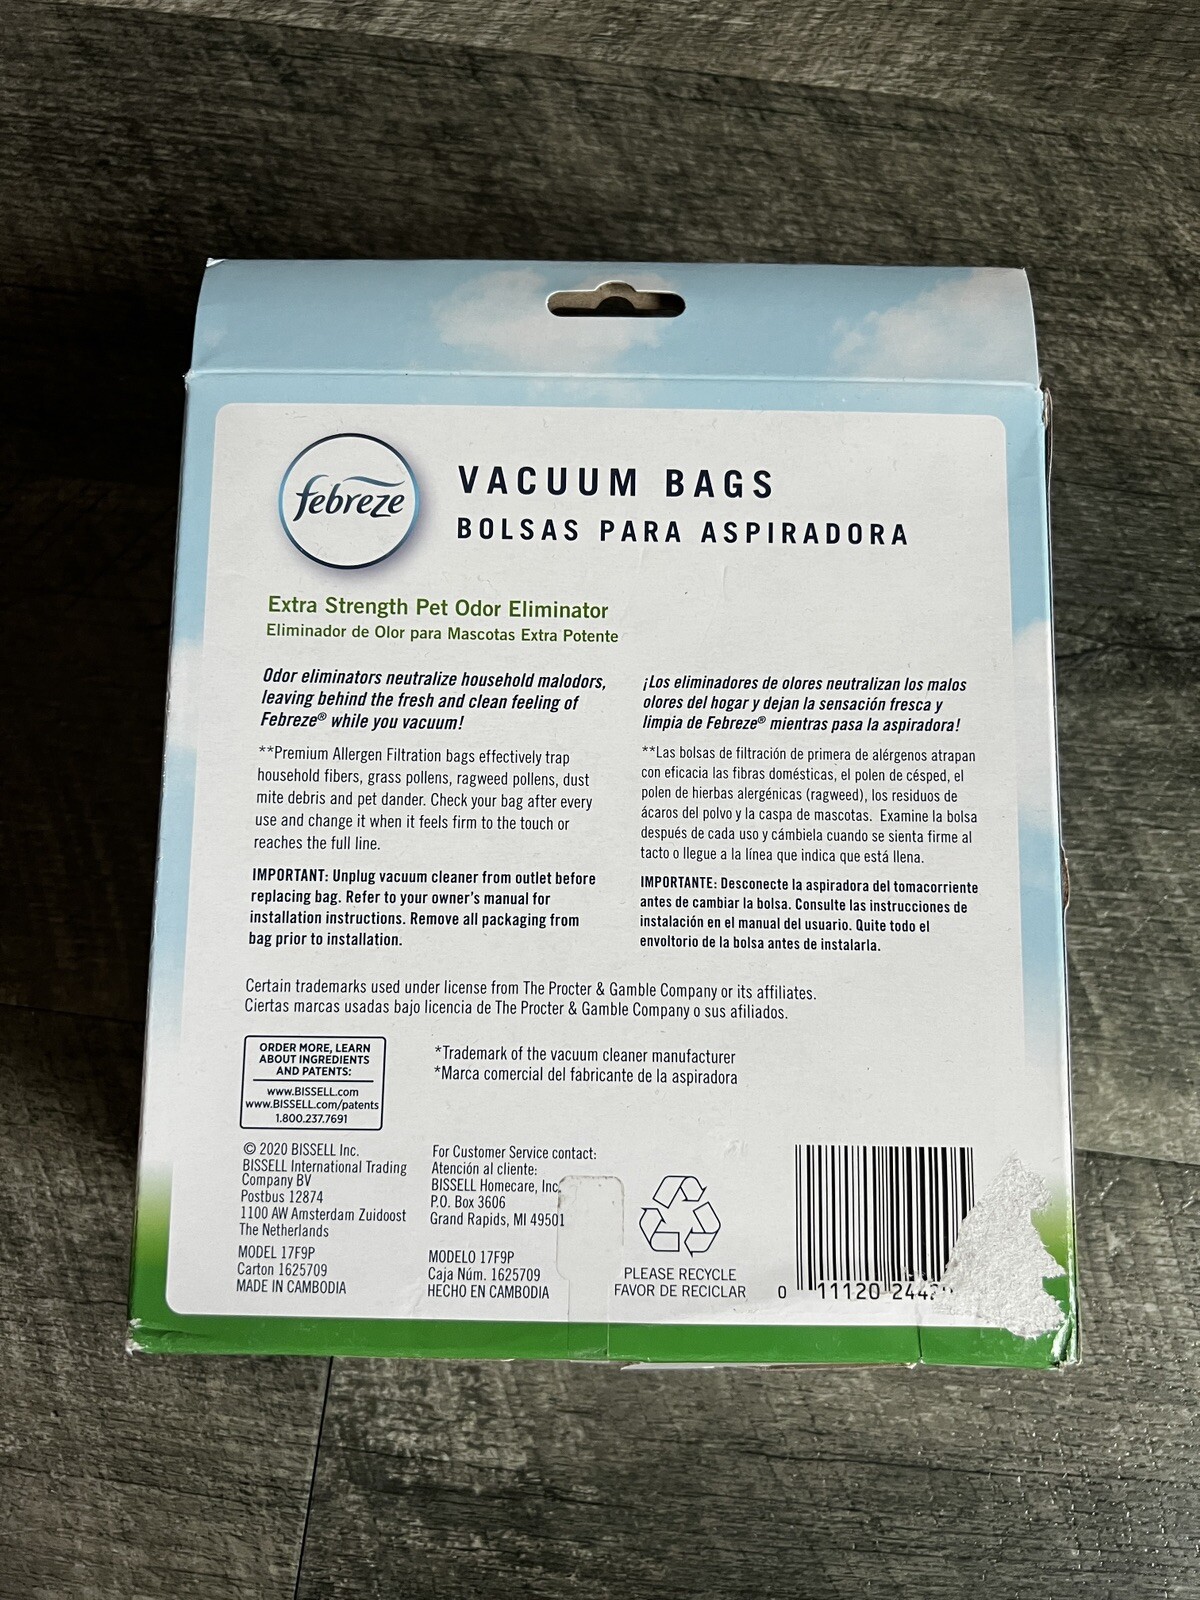 febreze
VACUUM BAGS
BOLSAS PARA ASPIRADORA
Extra Strength Pet Odor Eliminator
Eliminador de Olor para Mascotas Extra Potente
Odor eliminators neutralize household malodors,
leaving behind the fresh and clean feeling of
Febreze® while you vacuum!
**Premium Allergen Filtration bags effectively trap
household fibers, grass pollens, ragweed pollens, dust
mite debris and pet dander. Check your bag after every
use and change it when it feels firm to the touch or
reaches the full line.
IMPORTANT: Unplug vacuum cleaner from outlet before
replacing bag. Refer to your owner's manual for
installation instructions. Remove all packaging from
bag prior to installation.
¡Los eliminadores de olores neutralizan los malos
olores del hogar y dejan la sensación fresca y
limpia de Febreze® mientras pasa la aspiradora!
**Las bolsas de filtración de primera de alérgenos atrapan
con eficacia las fibras domésticas, el polen de césped, el
polen de hierbas alergénicas (ragweed), los residuos de
ácaros del polvo y la caspa de mascotas. Examine la bolsa
después de cada uso y cámbiela cuando se sienta firme al
tacto o llegue a la línea que indica que está llena.
IMPORTANTE: Desconecte la aspiradora del tomacorriente
antes de cambiar la bolsa. Consulte las instrucciones de
instalación en el manual del usuario. Quite todo el
envoltorio de la bolsa antes de instalarla.
Certain trademarks used under license from The Procter & Gamble Company or its affiliates.
Ciertas marcas usadas bajo licencia de The Procter & Gamble Company o sus afiliados.
ORDER MORE, LEARN
ABOUT INGREDIENTS
AND PATENTS:
www.BISSELL.com
www.BISSELL.com/patents
1.800.237.7691
*Trademark of the vacuum cleaner manufacturer
*Marca comercial del fabricante de la aspiradora
© 2020 BISSELL Inc.
BISSELL International Trading
Company BV
Postbus 12874
1100 AW Amsterdam Zuidoost
The Netherlands
MODEL 17F9P
Carton 1625709
MADE IN CAMBODIA
For Customer Service contact:
Atención al cliente:
BISSELL Homecare, Inc.
P.O. Box 3606
Grand Rapids, MI 49501
MODELO 17F9P
Caja Núm. 1625709
HECHO EN CAMBODIA
PLEASE RECYCLE
FAVOR DE RECICLAR
0 11120